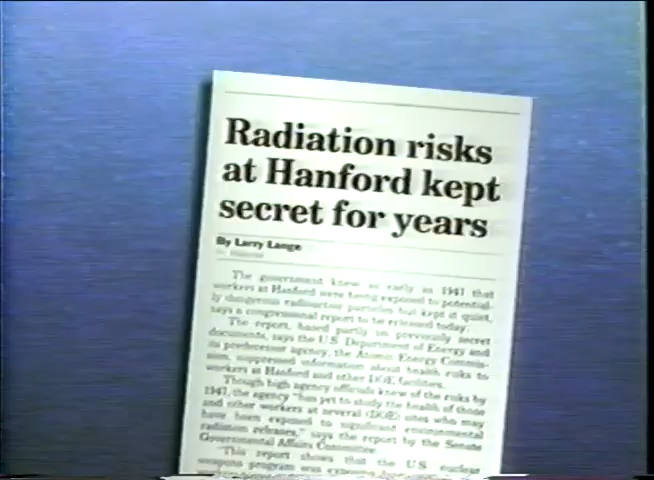 Radiation risks
at Hanford kept
secret for years
By Larry Lange
The government knew as early as 1947 that
workers at Hanford were being exposed to potential-
ly dangerous radioactive particles but kept it quiet,
says a congressional report to be released today.
The report, based partly on previously secret
documents, says the U.S. Department of Energy and
its predecessor agency, the Atomic Energy Commis-
sion, suppressed information about health risks to
workers at Hanford and other DOE facilities.
Though high agency officials knew of the risks by
1947, the agency "has yet to study the health of those
and other workers at several (DOE) sites who may
have been exposed to significant environmental
radiation releases," says the report by the Senate
Governmental Affairs Committee.
"This report shows that the U.S. nuclear
weapons program was